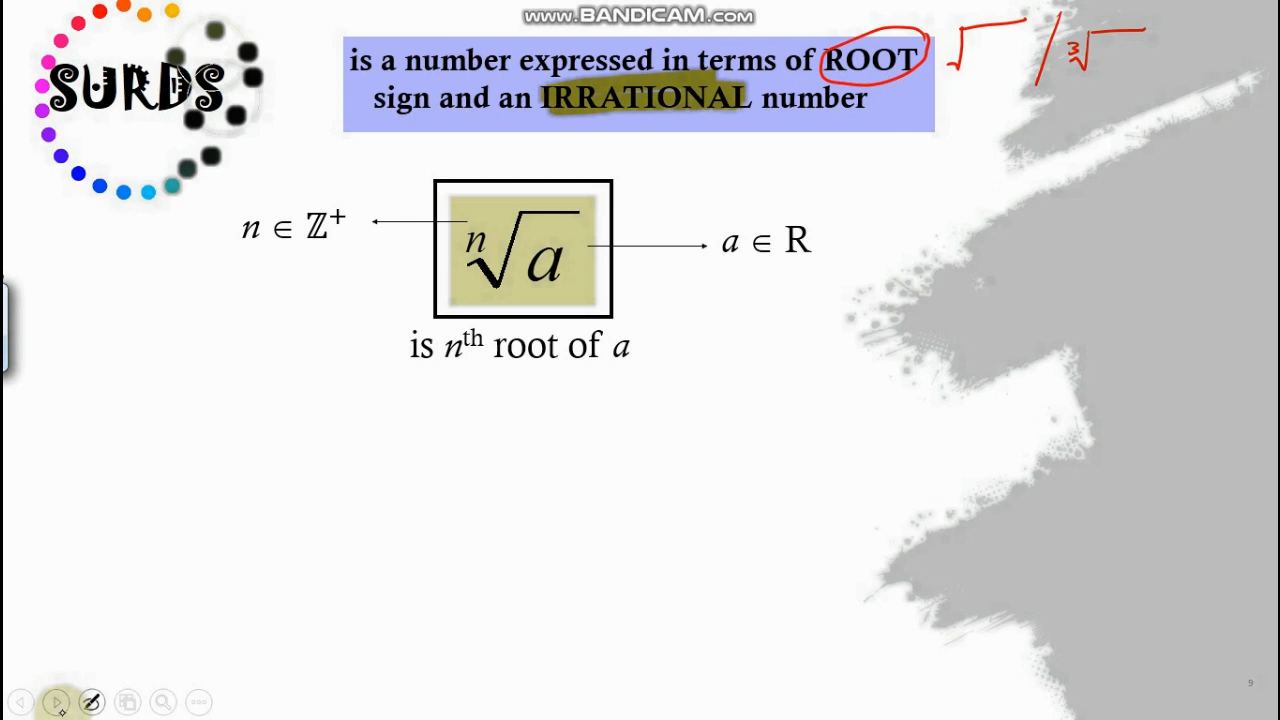 www.BANDICAM.com
SURDS
is a number expressed in terms of ROOT
sign and an IRRATIONAL number
√ / ∛
n ∈ ℤ⁺
ⁿ√a
a ∈ R
is nᵗʰ root of a
9